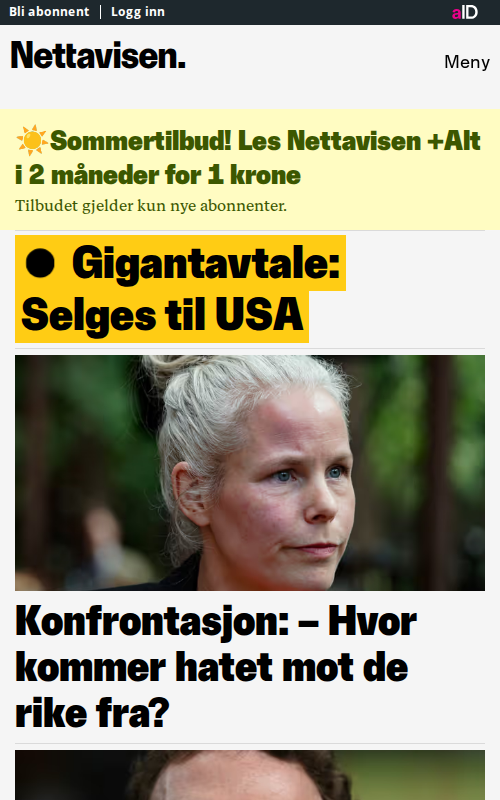 Bli abonnent | Logg inn
aID
Nettavisen.
Meny
☀️Sommertilbud! Les Nettavisen +Alt
i 2 måneder for 1 krone
Tilbudet gjelder kun nye abonnenter.
● Gigantavtale:
Selges til USA
Konfrontasjon: – Hvor
kommer hatet mot de
rike fra?